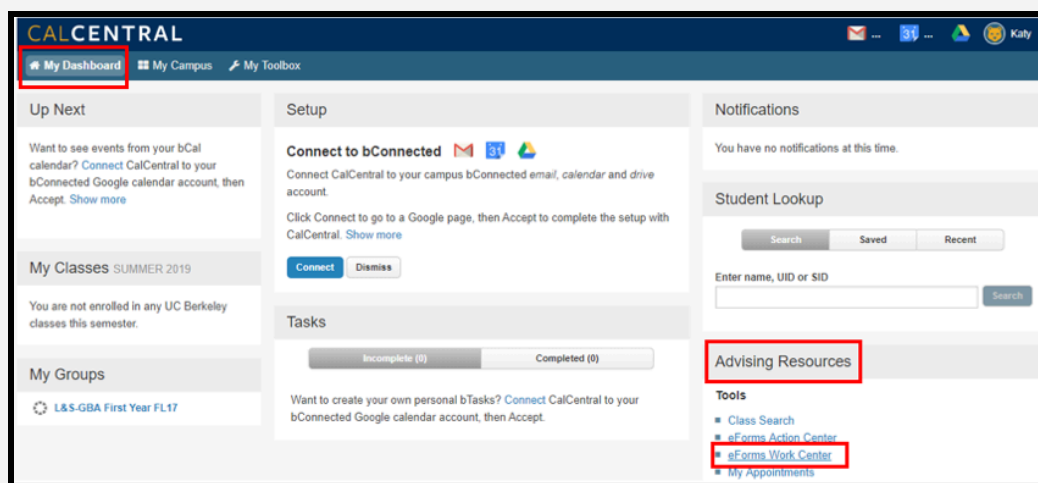 CALCENTRAL
31
Katy
My Dashboard
My Campus
My Toolbox
Up Next
Want to see events from your bCal
calendar? Connect CalCentral to your
bConnected Google calendar account, then
Accept. Show more
My Classes SUMMER 2019
You are not enrolled in any UC Berkeley
classes this semester.
My Groups
L&S-GBA First Year FL17
Setup
Connect to bConnected
31
Connect CalCentral to your campus bConnected email, calendar and drive
account.
Click Connect to go to a Google page, then Accept to complete the setup with
CalCentral. Show more
Connect
Dismiss
Tasks
Incomplete (0)
Completed (0)
Want to create your own personal bTasks? Connect CalCentral to your
bConnected Google calendar account, then Accept.
Notifications
You have no notifications at this time.
Student Lookup
Search
Saved
Recent
Enter name, UID or SID
Search
Advising Resources
Tools
Class Search
eForms Action Center
eForms Work Center
My Appointments